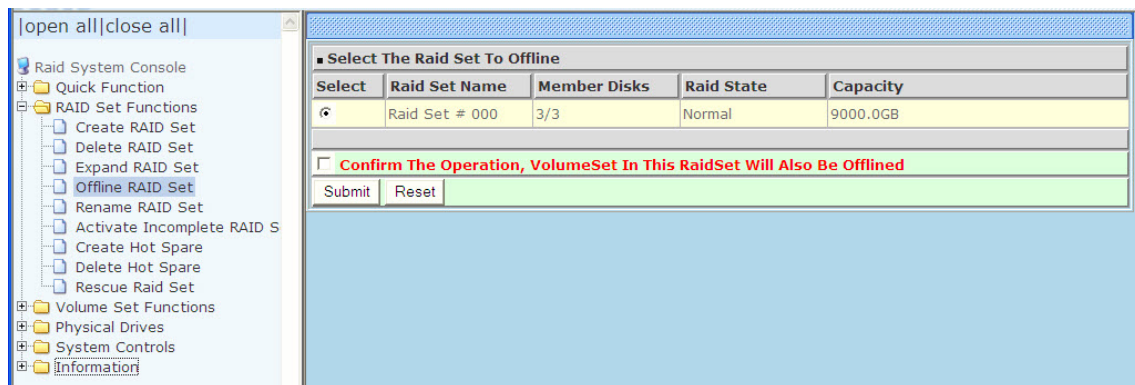 |open all|close all|
Raid System Console
Quick Function
RAID Set Functions
Create RAID Set
Delete RAID Set
Expand RAID Set
Offline RAID Set
Rename RAID Set
Activate Incomplete RAID S
Create Hot Spare
Delete Hot Spare
Rescue Raid Set
Volume Set Functions
Physical Drives
System Controls
Information
Select The Raid Set To Offline
Select Raid Set Name Member Disks Raid State Capacity
Raid Set # 000 3/3 Normal 9000.0GB
Confirm The Operation, VolumeSet In This RaidSet Will Also Be Offlined
Submit Reset